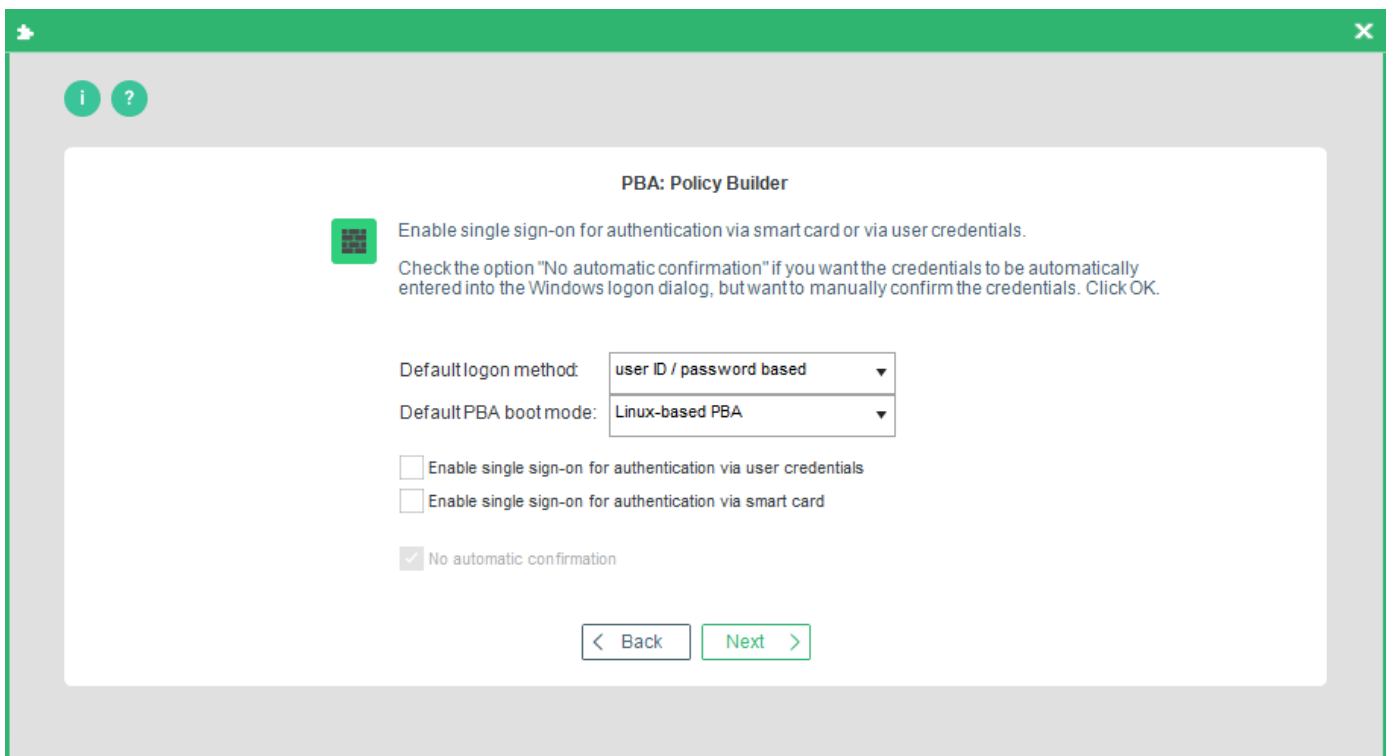 i ?
PBA: Policy Builder
Enable single sign-on for authentication via smart card or via user credentials.
Check the option "No automatic confirmation" if you want the credentials to be automatically
entered into the Windows logon dialog, but want to manually confirm the credentials. Click OK.
Default logon method: user ID / password based
Default PBA boot mode: Linux-based PBA
Enable single sign-on for authentication via user credentials
Enable single sign-on for authentication via smart card
No automatic confirmation
Back Next